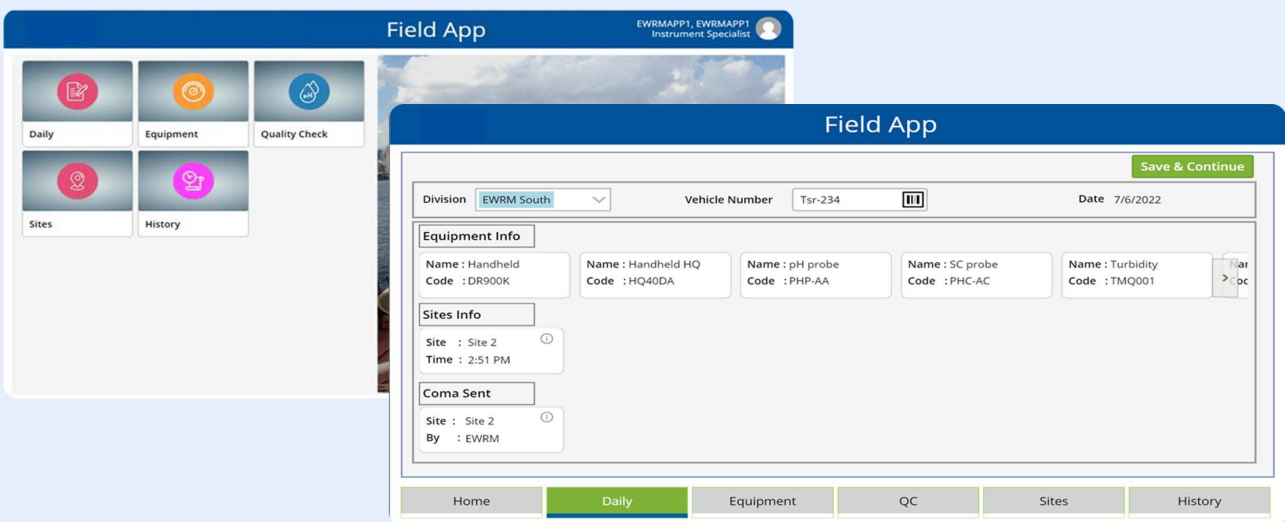 Field App
EWRMAPP1, EWRMAPP1
Instrument Specialist
pH
Daily
Equipment
Quality Check
Sites
History
Field App
Save & Continue
Division EWRM South Vehicle Number Tsr-234 Date 7/6/2022
Equipment Info
Name : Handheld Name : Handheld HQ Name : pH probe Name : SC probe Name : Turbidity
Code : DR900K Code : HQ40DA Code : PHP-AA Code : PHC-AC Code : TMQ001 >
Sites Info
Site : Site 2
Time : 2:51 PM
Coma Sent
Site : Site 2
By : EWRM
Home Daily Equipment QC Sites History